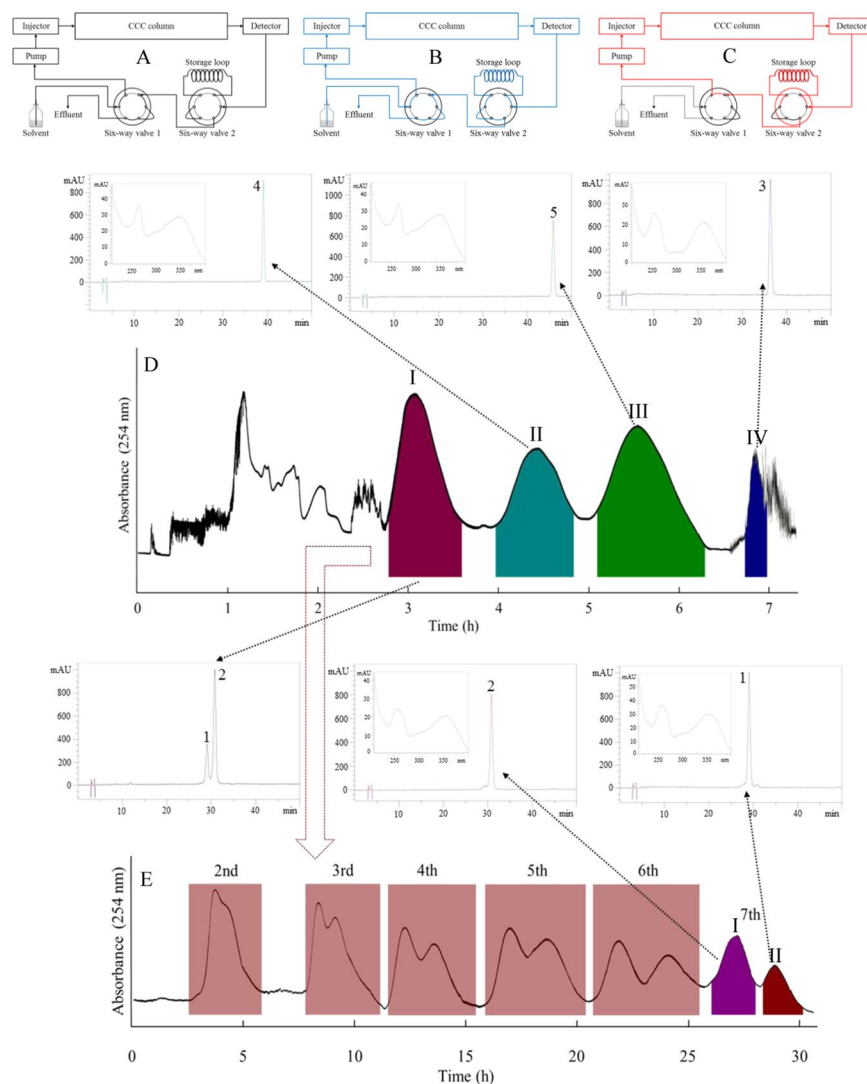 Injector CCC column Detector
A
Pump
Storage loop
Effluent
Solvent Six-way valve 1 Six-way valve 2
Injector CCC column Detector
B
Pump
Storage loop
Effluent
Solvent Six-way valve 1 Six-way valve 2
Injector CCC column Detector
C
Pump
Storage loop
Effluent
Solvent Six-way valve 1 Six-way valve 2
mAU
800
600
400
200
0
4
mAU
40
30
20
10
0
250 300 350 nm
10 20 30 40 50
min
mAU
1000
800
600
400
200
0
5
mAU
40
30
20
10
0
250 300 350 nm
10 20 30 40
min
mAU
800
600
400
200
0
3
mAU
30
20
10
0
250 300 350 nm
10 20 30 40
min
D
Absorbance (254 nm)
I
II
III
IV
0 1 2 3 4 5 6 7
Time (h)
mAU
800
600
400
200
0
1
2
10 20 30 40
min
mAU
800
600
400
200
0
2
mAU
40
30
20
10
0
250 300 350 nm
10 20 30 40
min
mAU
600
400
200
0
1
mAU
50
40
30
20
10
0
250 300 350 nm
10 20 30 40
min
E
Absorbance (254 nm)
2nd 3rd 4th 5th 6th
7th
I
II
0 5 10 15 20 25 30
Time (h)